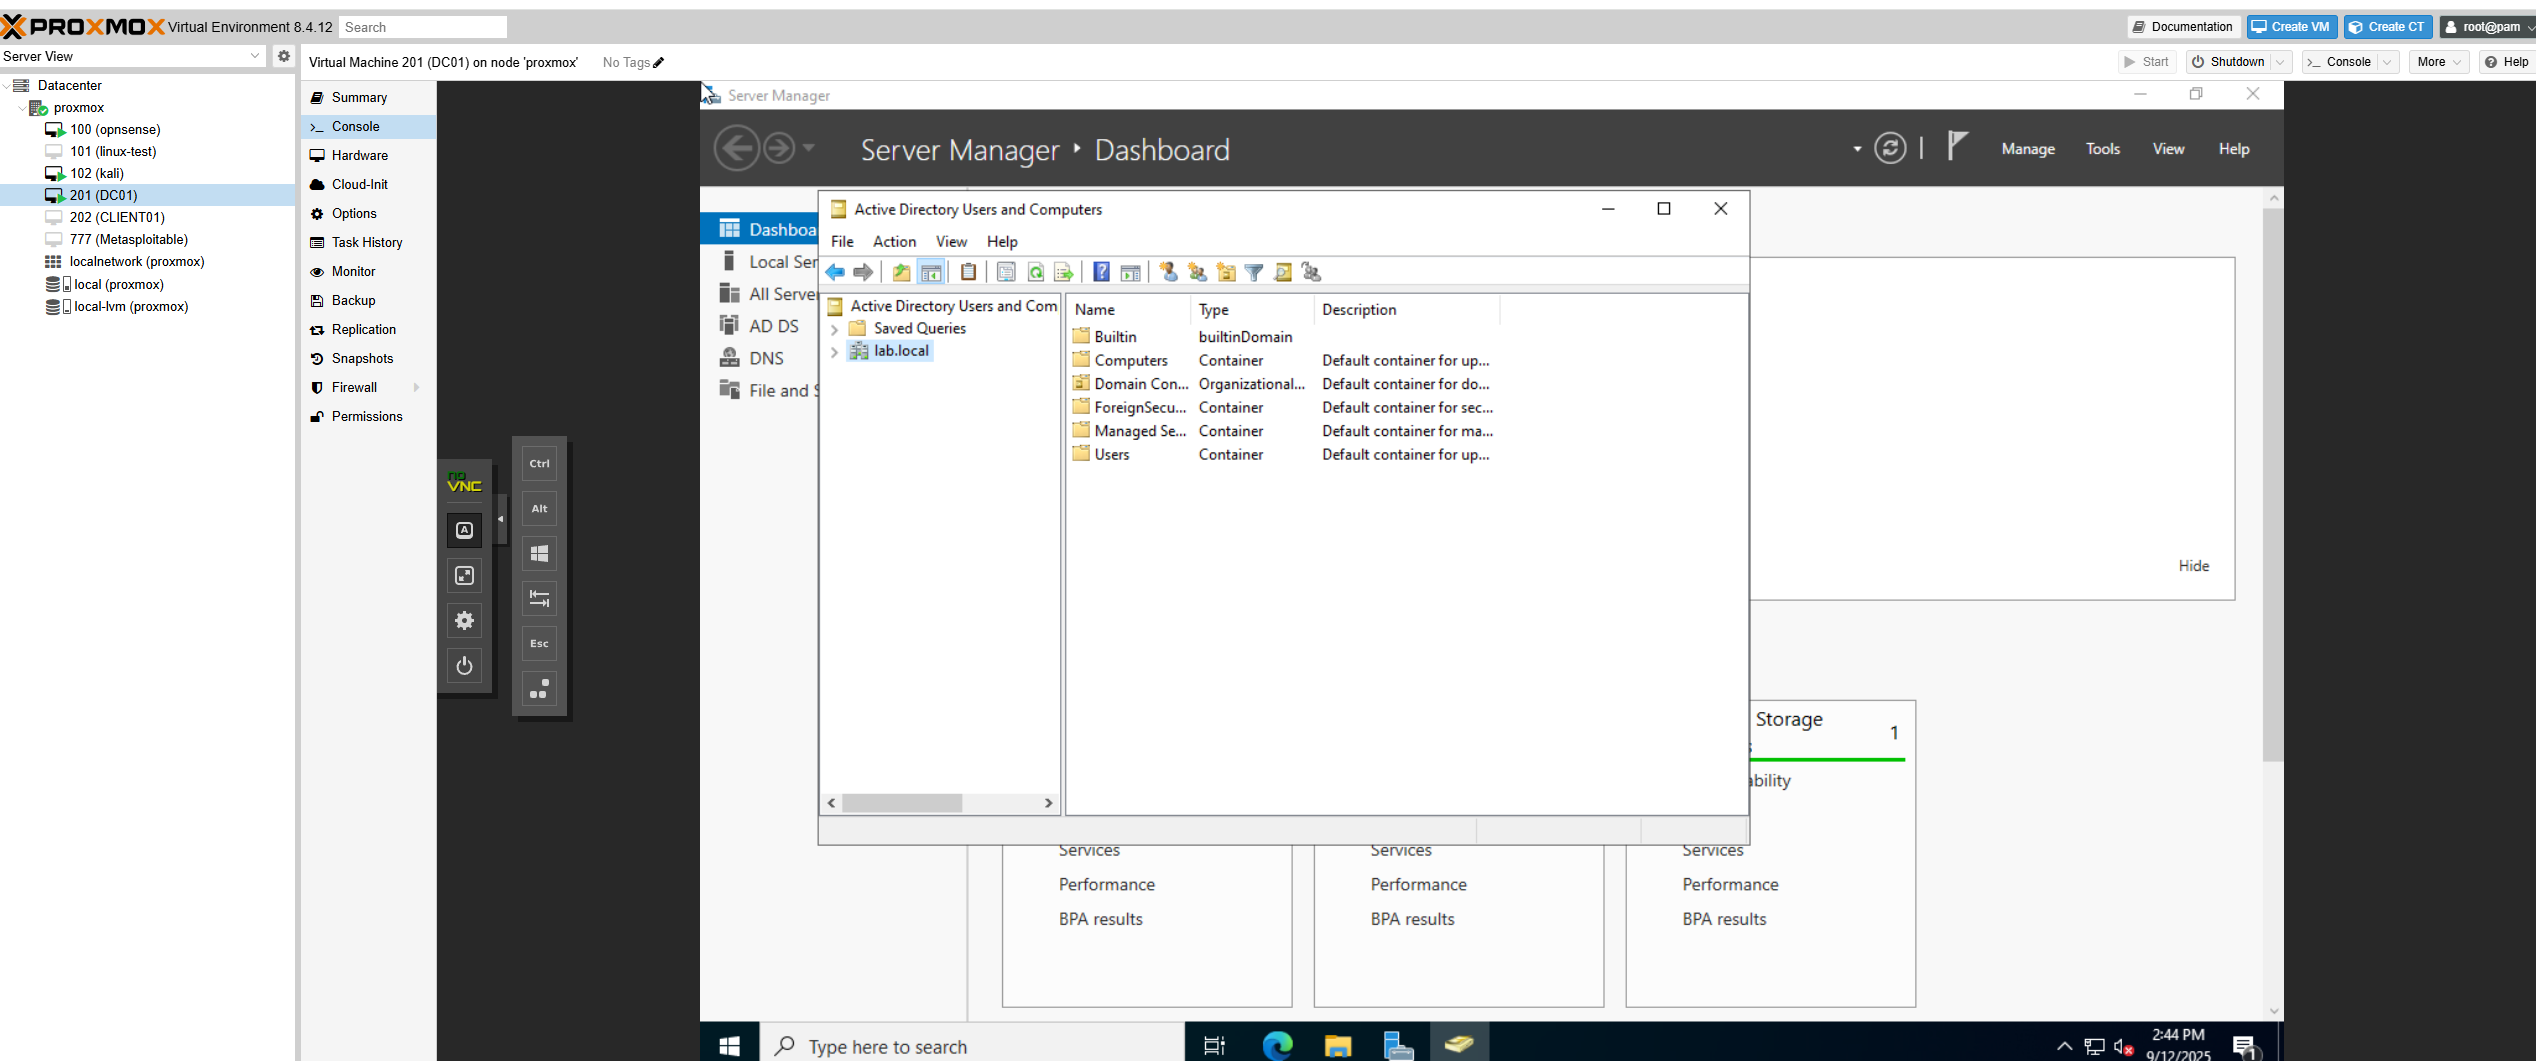 PROXMOX Virtual Environment 8.4.12 Search
Documentation Create VM Create CT root@pam
Server View
Virtual Machine 201 (DC01) on node 'proxmox' No Tags
Start Shutdown Console More Help
Datacenter
proxmox
100 (opnsense)
101 (linux-test)
102 (kali)
201 (DC01)
202 (CLIENT01)
777 (Metasploitable)
localnetwork (proxmox)
local (proxmox)
local-lvm (proxmox)
Summary
Console
Hardware
Cloud-Init
Options
Task History
Monitor
Backup
Replication
Snapshots
Firewall
Permissions
no
VNC
A
Ctrl
Alt
Esc
Server Manager
Server Manager Dashboard
Manage Tools View Help
Dashboa
Local Ser
All Server
AD DS
DNS
File and S
Active Directory Users and Computers
File Action View Help
Active Directory Users and Com
Saved Queries
lab.local
Name Type Description
Builtin builtinDomain
Computers Container Default container for up...
Domain Con... Organizational... Default container for do...
ForeignSecu... Container Default container for sec...
Managed Se... Container Default container for ma...
Users Container Default container for up...
Hide
Storage
1
s
ability
Services
Performance
BPA results
Services
Performance
BPA results
Services
Performance
BPA results
Type here to search
2:44 PM
9/12/2025
1